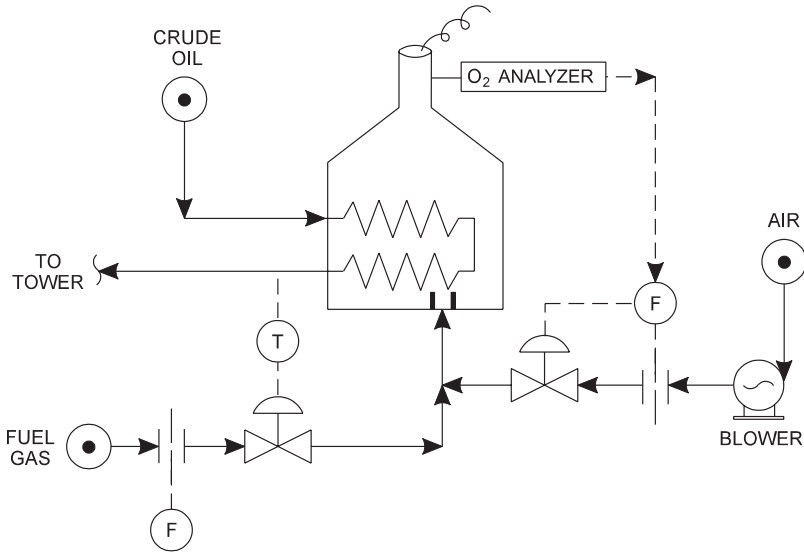 CRUDE
OIL
O₂ ANALYZER
AIR
TO
TOWER
F
T
FUEL
GAS
BLOWER
F